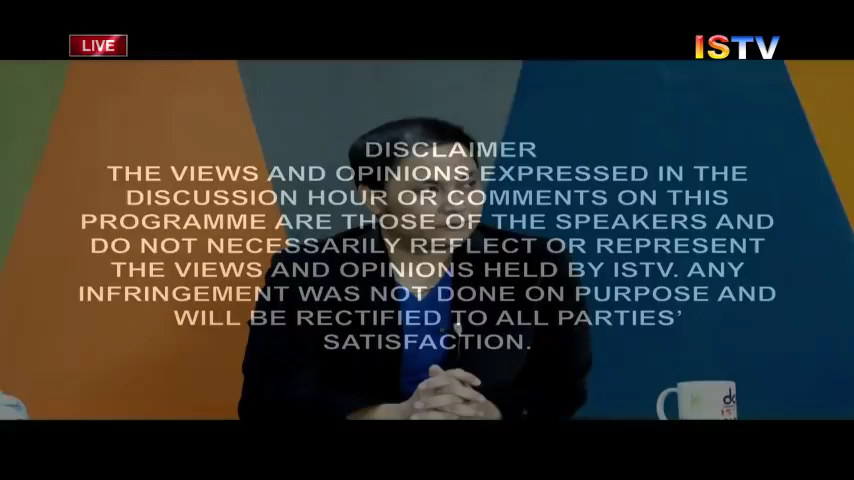 LIVE
ISTV
DISCLAIMER
THE VIEWS AND OPINIONS EXPRESSED IN THE
DISCUSSION HOUR OR COMMENTS ON THIS
PROGRAMME ARE THOSE OF THE SPEAKERS AND
DO NOT NECESSARILY REFLECT OR REPRESENT
THE VIEWS AND OPINIONS HELD BY ISTV. ANY
INFRINGEMENT WAS NOT DONE ON PURPOSE AND
WILL BE RECTIFIED TO ALL PARTIES'
SATISFACTION.